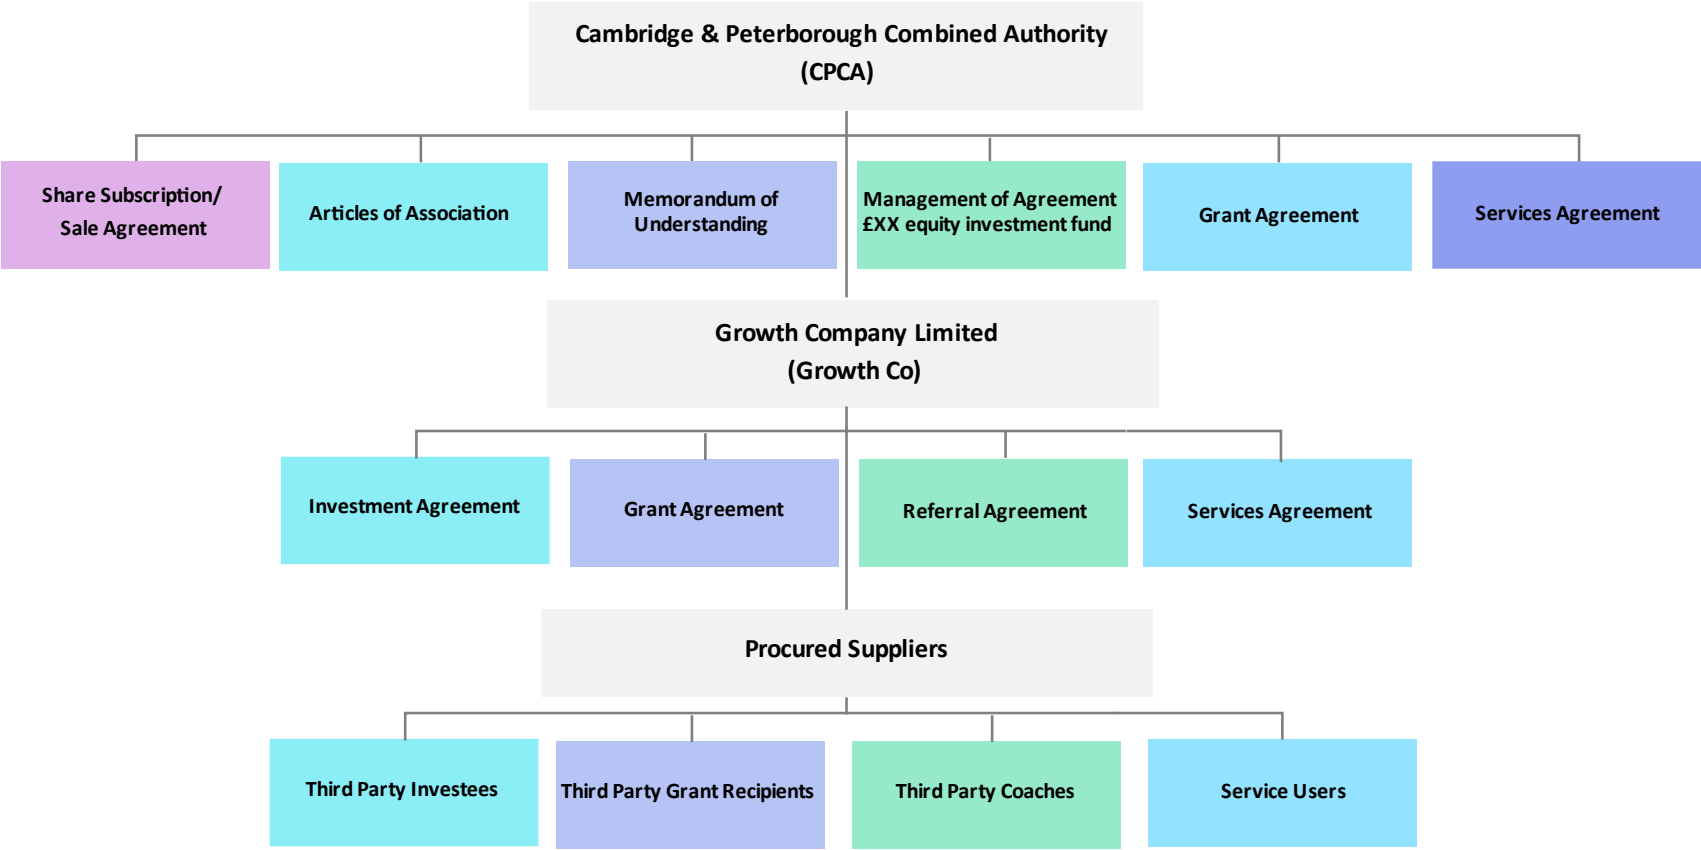 Cambridge & Peterborough Combined Authority
(CPCA)
Share Subscription/
Sale Agreement
Articles of Association
Memorandum of
Understanding
Management of Agreement
£XX equity investment fund
Grant Agreement
Services Agreement
Growth Company Limited
(Growth Co)
Investment Agreement
Grant Agreement
Referral Agreement
Services Agreement
Procured Suppliers
Third Party Investees
Third Party Grant Recipients
Third Party Coaches
Service Users